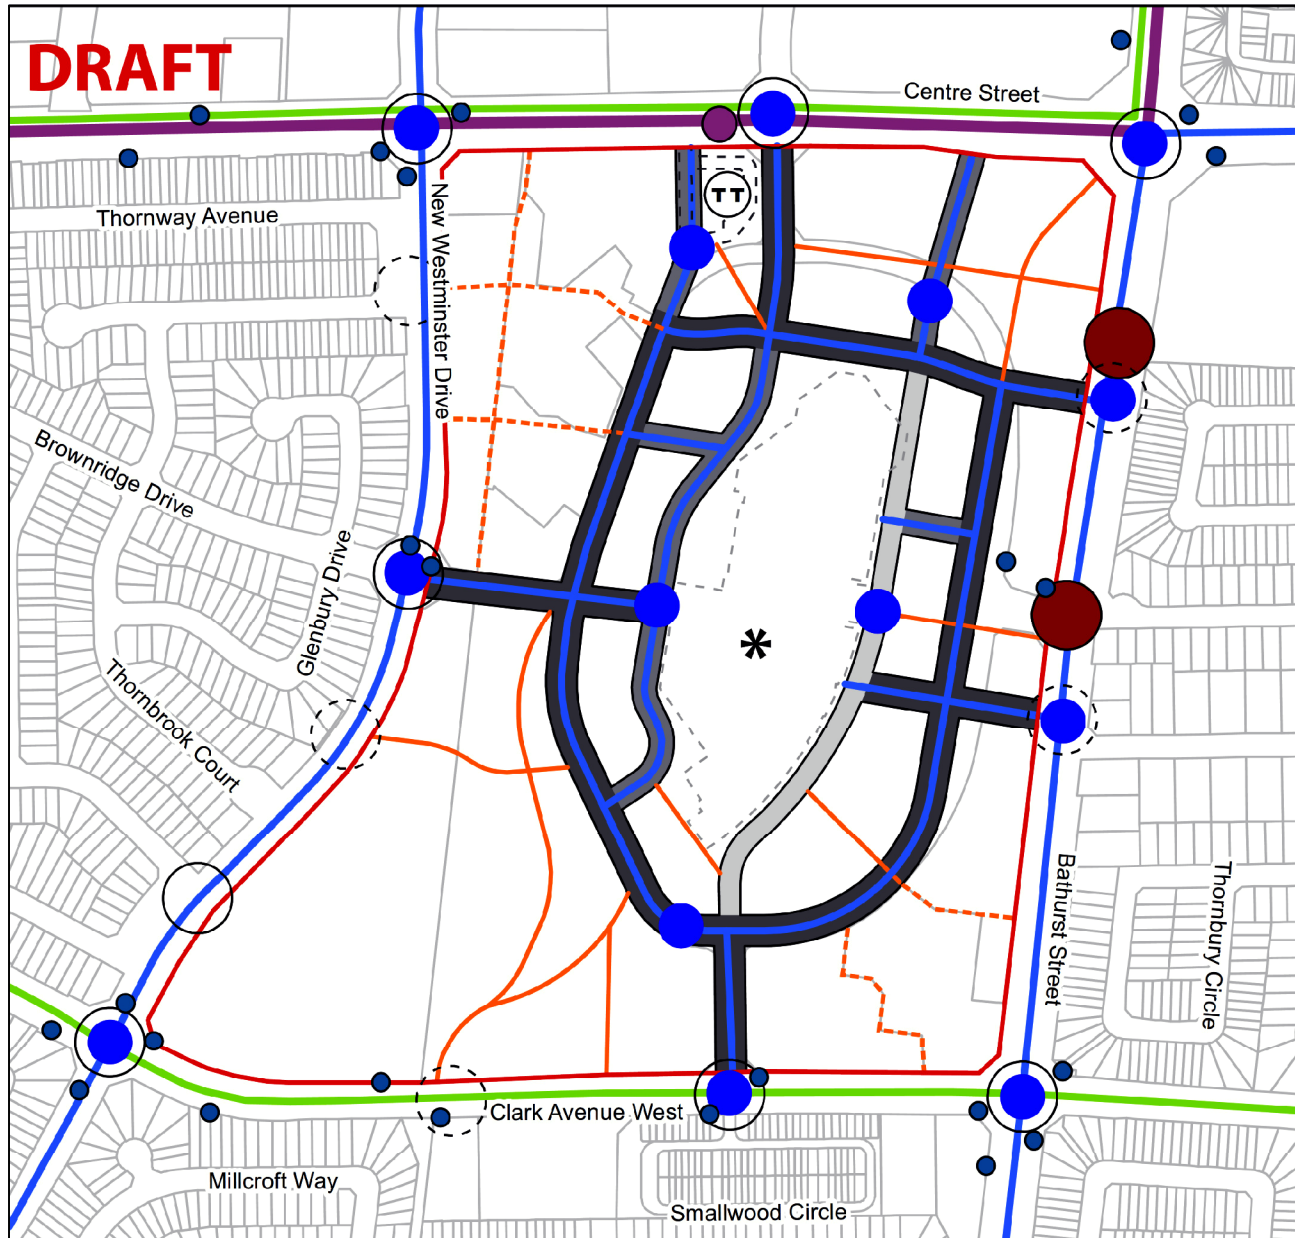 DRAFT
Centre Street
TT
Thornway Avenue
New Westminster Drive
Brownridge Drive
Glenbury Drive
*
Thornbrook Court
Bathurst Street
Thornbury Circle
Clark Avenue West
Millcroft Way
Smallwood Circle